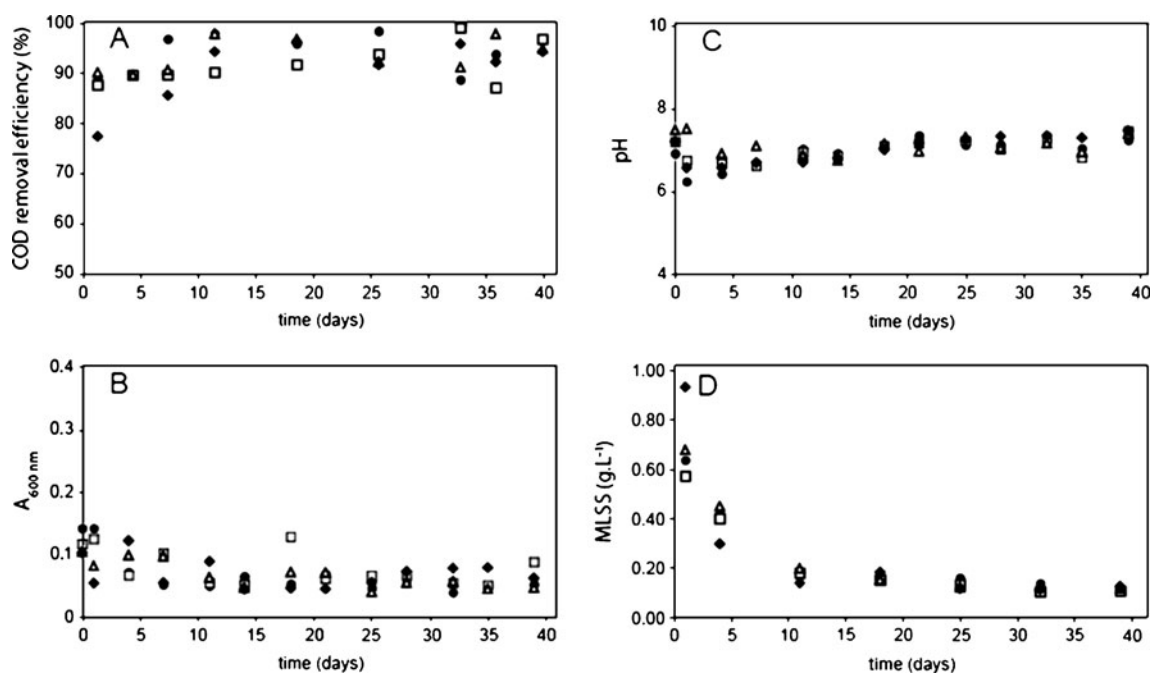 A
COD removal efficiency (%)
100
90
80
70
60
50
0 5 10 15 20 25 30 35 40
time (days)
C
pH
10
8
6
4
0 5 10 15 20 25 30 35 40
time (days)
B
A600 nm
0.4
0.3
0.2
0.1
0
0 5 10 15 20 25 30 35 40
time (days)
D
MLSS (g.L⁻¹)
1.00
0.80
0.60
0.40
0.20
0.00
0 5 10 15 20 25 30 35 40
time (days)